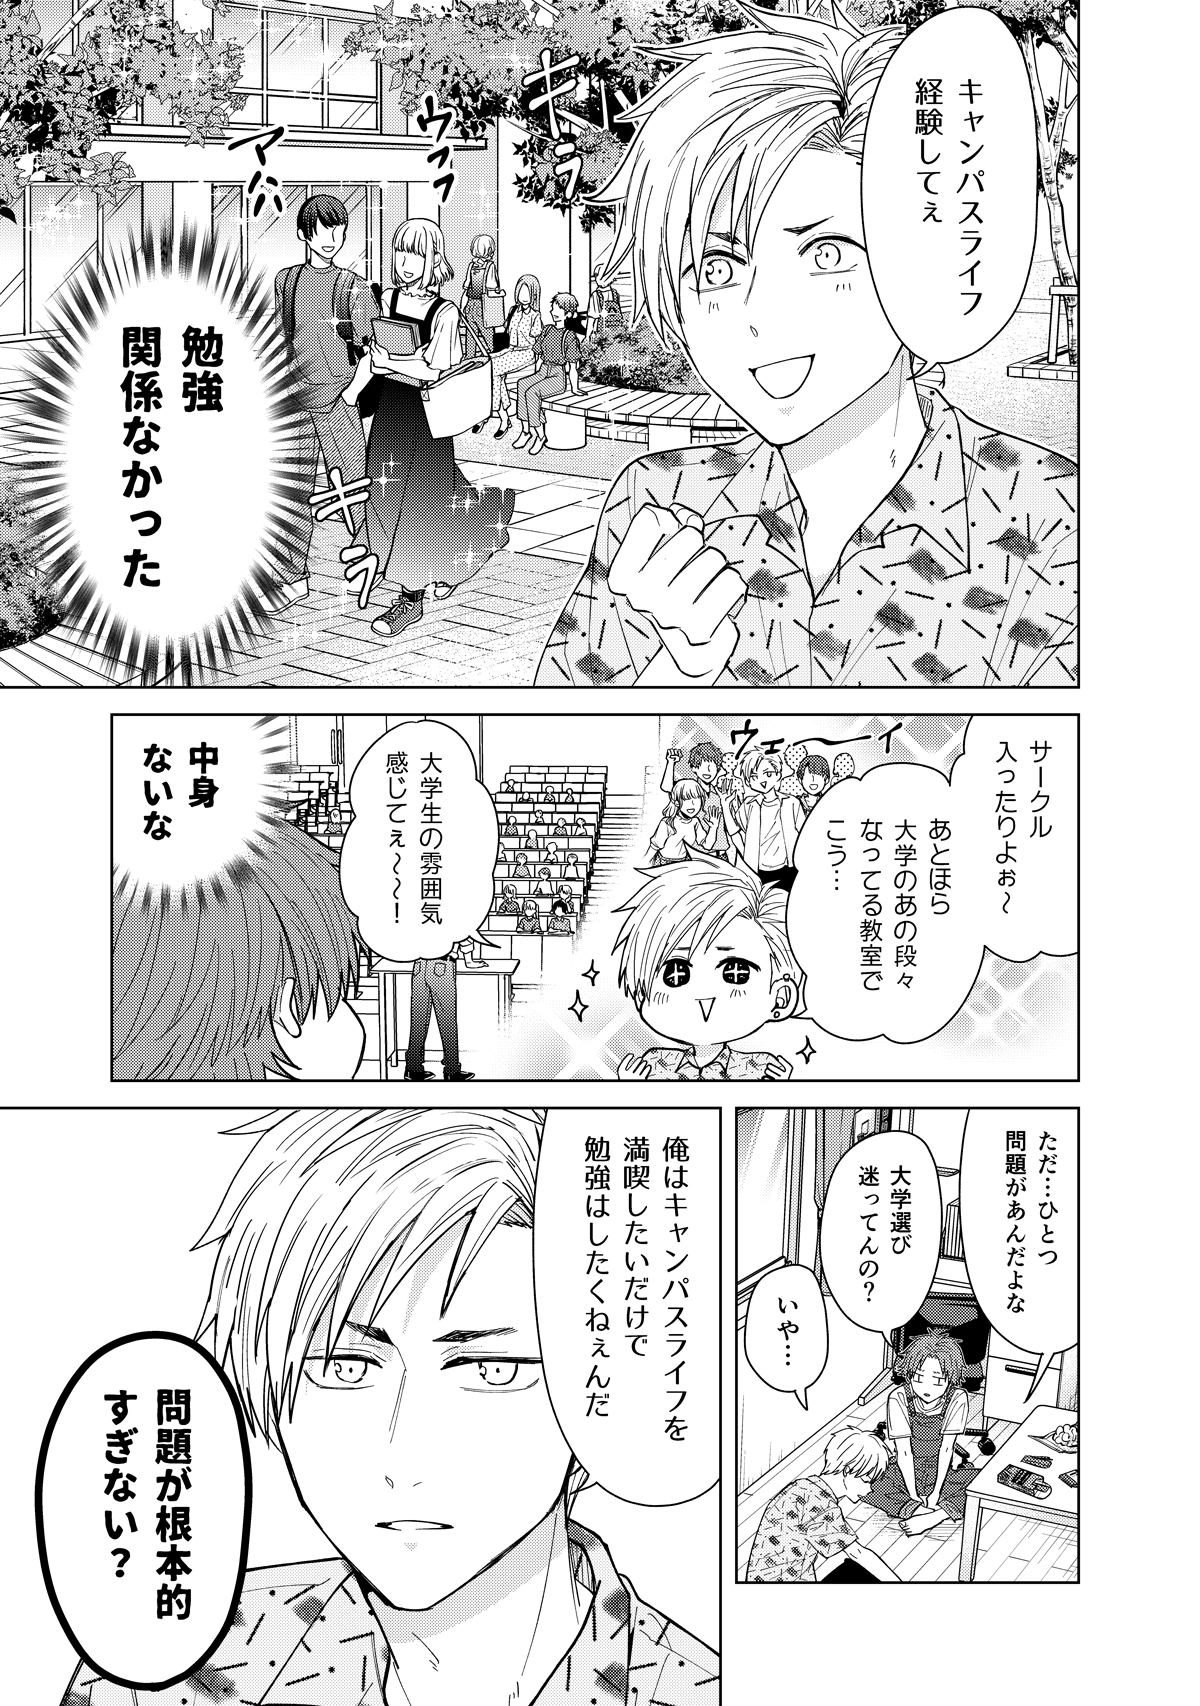 キャンパスライフ
経験してぇ
キラ
ウフフ
アハハ
キラ
勉強
関係なかった
サークル
入ったりよぉ～
あとほら
大学のあの段々
なってる教室で
こう…
ウェーーイ
大学生の雰囲気
感じてぇ～～！
中身
ないな
ただ…ひとつ
問題があんだよな
大学選び
迷ってんの？
いや…
俺はキャンパスライフを
満喫したいだけで
勉強はしたくねぇんだ
問題が根本的
すぎない？